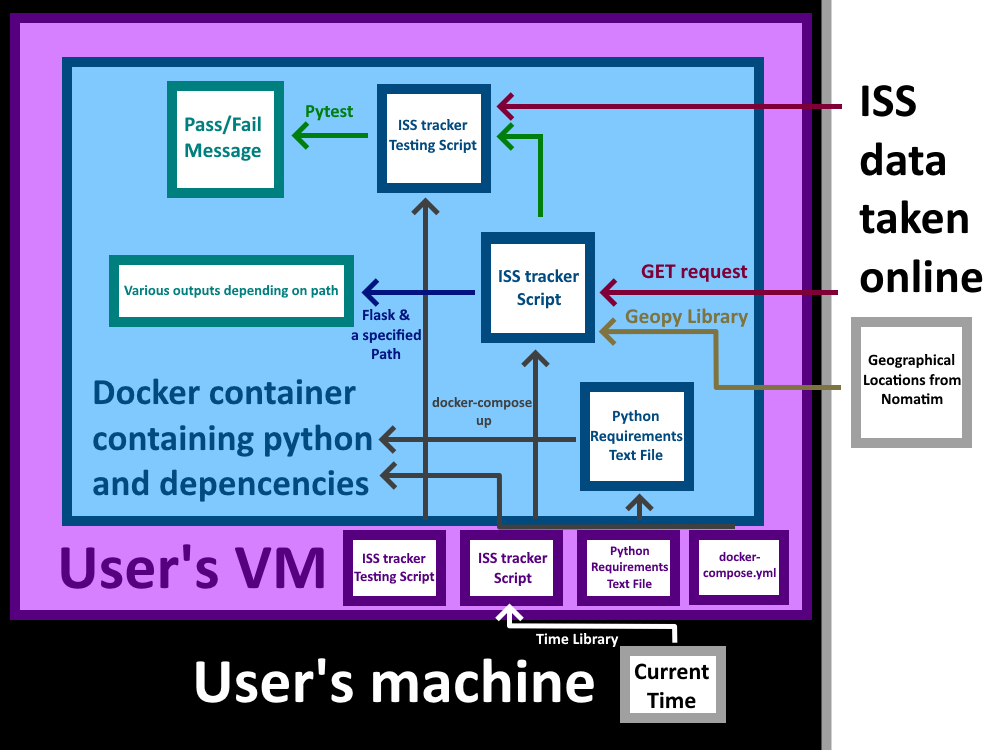 Pass/Fail
Message
Pytest
ISS tracker
Testing Script
ISS
data
taken
online
Various outputs depending on path
Flask &
a specified
Path
ISS tracker
Script
GET request
Geopy Library
Geographical
Locations from
Nomatim
Docker container
containing python
and depencencies
docker-compose
up
Python
Requirements
Text File
User's VM
ISS tracker
Testing Script
ISS tracker
Script
Python
Requirements
Text File
docker-
compose.yml
Time Library
User's machine
Current
Time